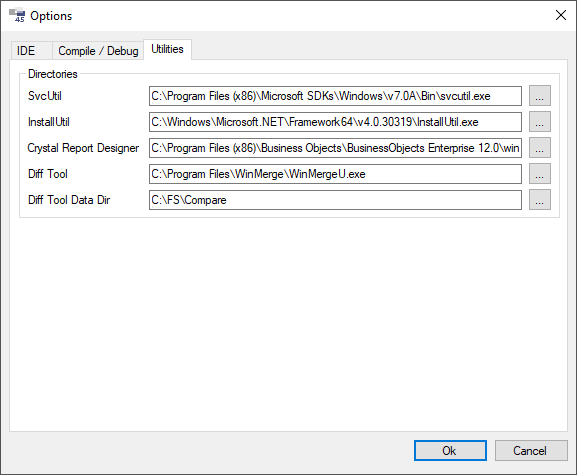 45 Options
IDE Compile / Debug Utilities
Directories
SvcUtil C:\Program Files (x86)\Microsoft SDKs\Windows\v7.0A\Bin\svcutil.exe ...
InstallUtil C:\Windows\Microsoft.NET\Framework64\v4.0.30319\InstallUtil.exe ...
Crystal Report Designer C:\Program Files (x86)\Business Objects\BusinessObjects Enterprise 12.0\win ...
Diff Tool C:\Program Files\WinMerge\WinMergeU.exe ...
Diff Tool Data Dir C:\FS\Compare ...
Ok Cancel